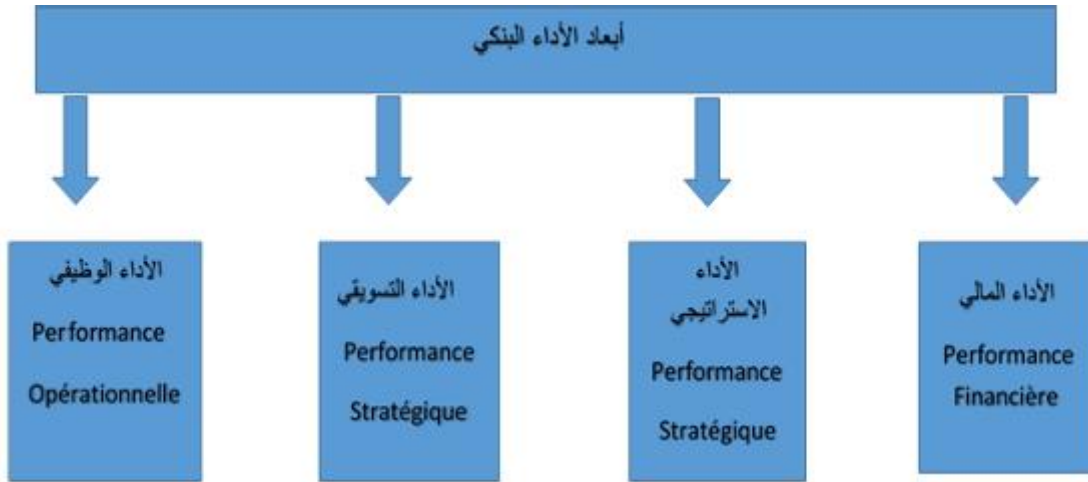 أبعاد الأداء البنكي
الأداء المالي
Performance
Financière
الأداء
الاستراتيجي
Performance
Stratégique
الأداء التسويقي
Performance
Stratégique
الأداء الوظيفي
Performance
Opérationnelle